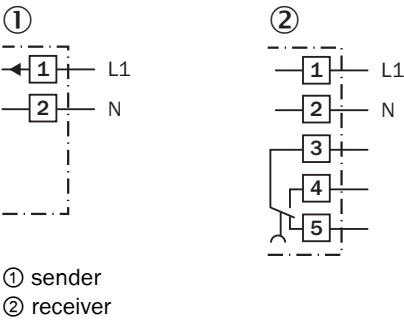 ① ②
1 L1 1 L1
2 N 2 N
3
4
5
① sender
② receiver